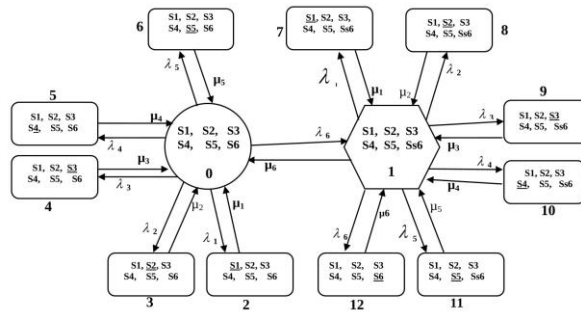 6
S1, S2, S3
S4, S5, S6
λ5
μ5
7
S1, S2, S3,
S4, S5, Ss6
λ1
μ1
8
S1, S2, S3
S4, S5, Ss6
μ2
λ2
5
S1, S2, S3
S4, S5, S6
μ4
λ4
4
S1, S2, S3
S4, S5, S6
μ3
λ3
S1, S2, S3
S4, S5, S6
0
λ6
μ6
S1, S2, S3
S4, S5, Ss6
1
9
S1, S2, S3
S4, S5, Ss6
λ3
μ3
10
S1, S2, S3
S4, S5, Ss6
λ4
μ4
λ2
μ2
3
S1, S2, S3
S4, S5, S6
λ1
μ1
2
S1, S2, S3
S4, S5, S6
λ6
μ6
12
S1, S2, S3
S4, S5, S6
λ5
μ5
11
S1, S2, S3
S4, S5, Ss6